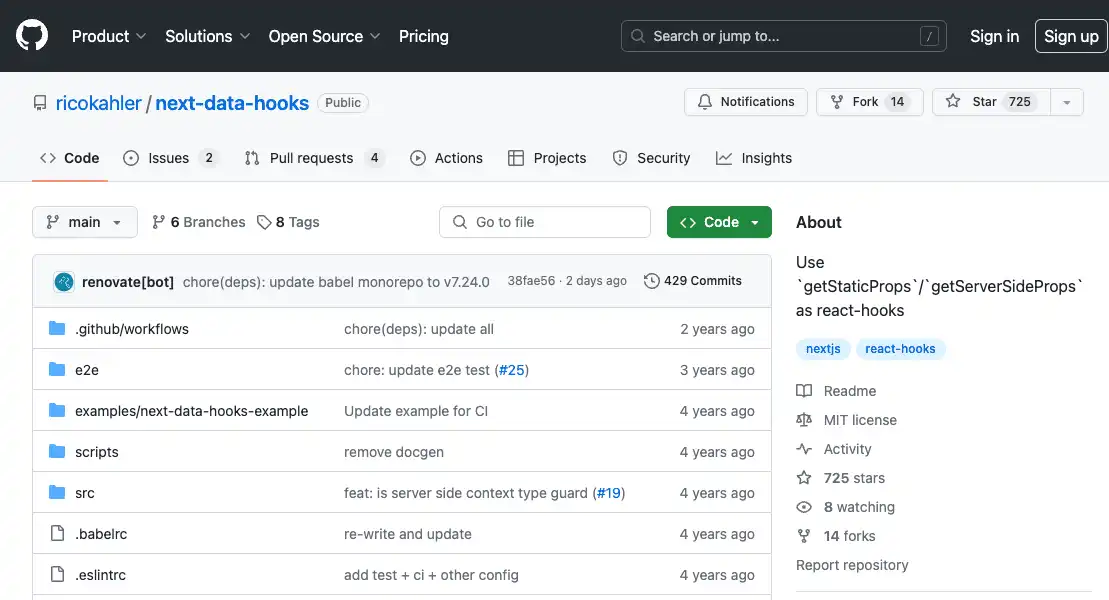 Product Solutions Open Source Pricing Search or jump to... / Sign in Sign up
ricokahler / next-data-hooks Public Notifications Fork 14 Star 725
Code Issues 2 Pull requests 4 Actions Projects Security Insights
main 6 Branches 8 Tags Go to file Code
renovate[bot] chore(deps): update babel monorepo to v7.24.0 38fae56 · 2 days ago 429 Commits
.github/workflows chore(deps): update all 2 years ago
e2e chore: update e2e test (#25) 3 years ago
examples/next-data-hooks-example Update example for CI 4 years ago
scripts remove docgen 4 years ago
src feat: is server side context type guard (#19) 4 years ago
.babelrc re-write and update 4 years ago
.eslintrc add test + ci + other config 4 years ago
About
Use
`getStaticProps`/`getServerSideProps`
as react-hooks
nextjs react-hooks
Readme
MIT license
Activity
725 stars
8 watching
14 forks
Report repository